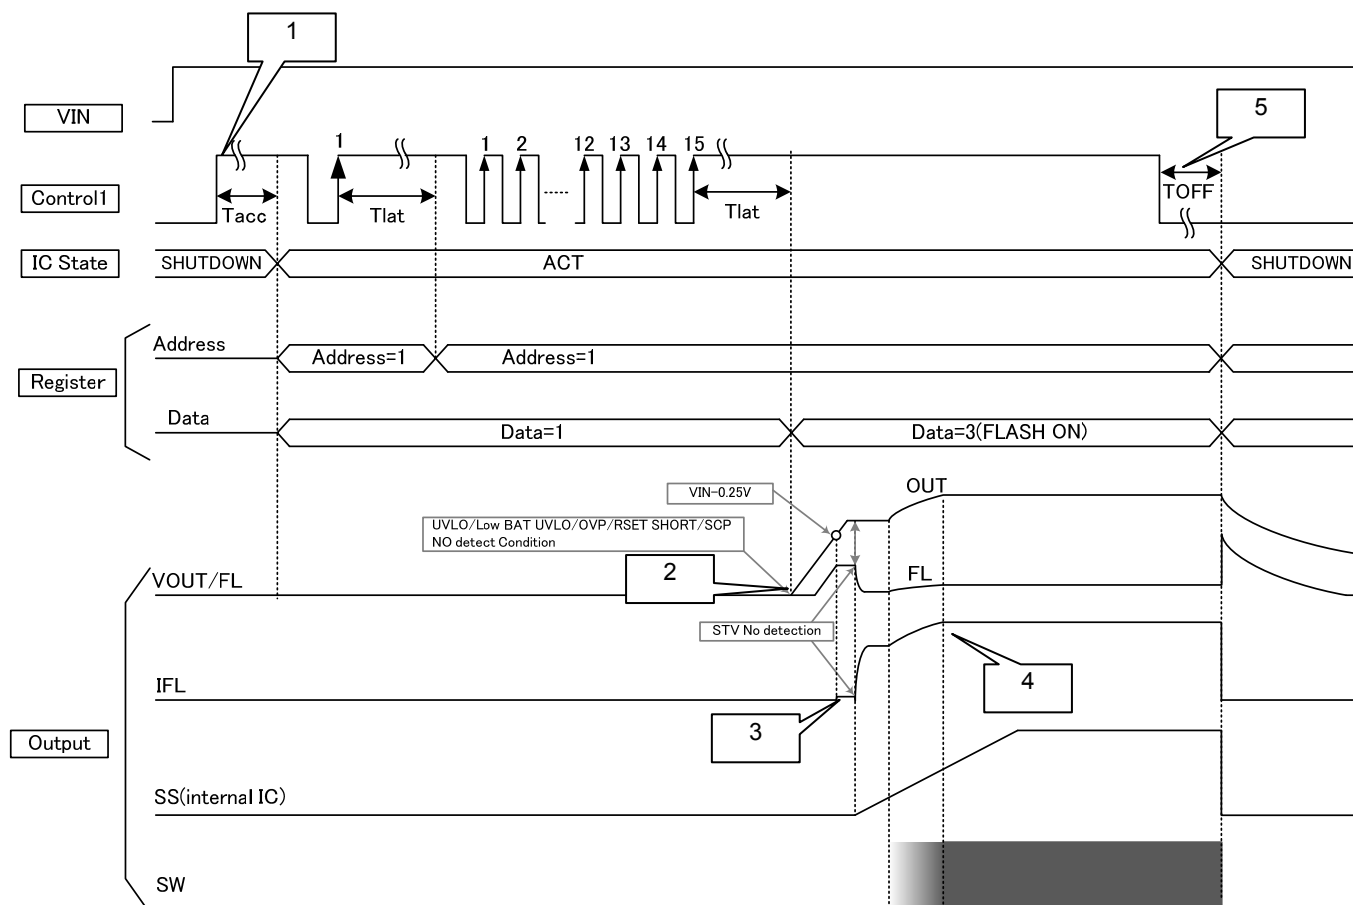 1
5
VIN
1
1
2
12
13
14
15
Control1
Tacc
Tlat
Tlat
TOFF
IC State
SHUTDOWN
ACT
SHUTDOWN
Address
Address=1
Address=1
Register
Data
Data=1
Data=3(FLASH ON)
OUT
VIN-0.25V
UVLO/Low BAT UVLO/OVP/RSET SHORT/SCP
NO detect Condition
2
VOUT/FL
FL
STV No detection
IFL
4
3
Output
SS(internal IC)
SW